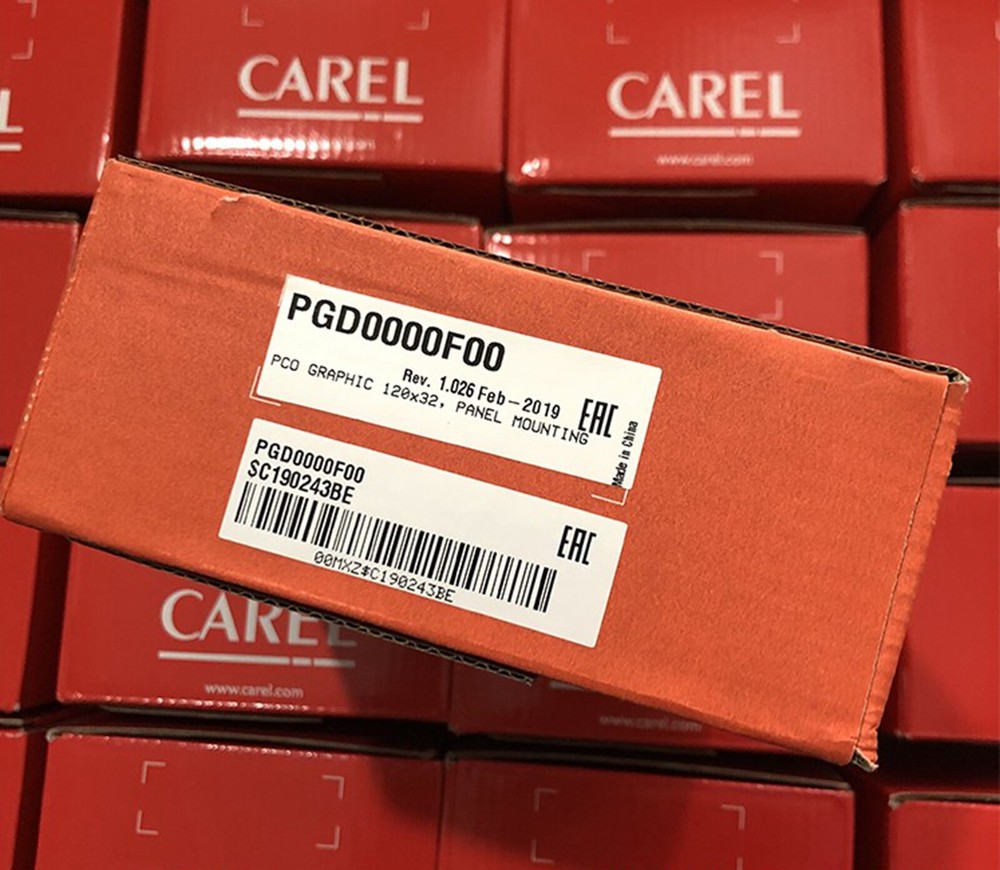 CAREL
CAREL
www.carel.com
PGD0000F00
Rev. 1.026 Feb-2019
PCO GRAPHIC 120x32, PANEL MOUNTING
EAC
Made in China
PGD0000F00
SC190243BE
EAC
00MXZ$C190243BE
CAREL
www.carel.com
www.carel.com